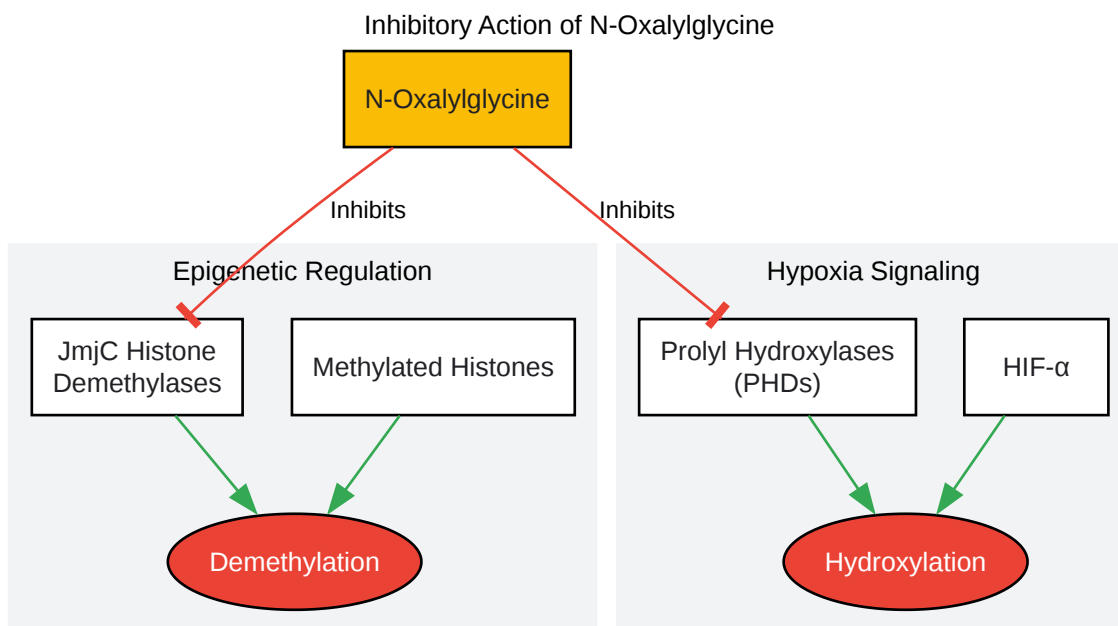 Inhibitory Action of N-Oxalylglycine
N-Oxalylglycine
Inhibits
Inhibits
Epigenetic Regulation
JmjC Histone
Demethylases
Methylated Histones
Demethylation
Hypoxia Signaling
Prolyl Hydroxylases
(PHDs)
HIF-α
Hydroxylation